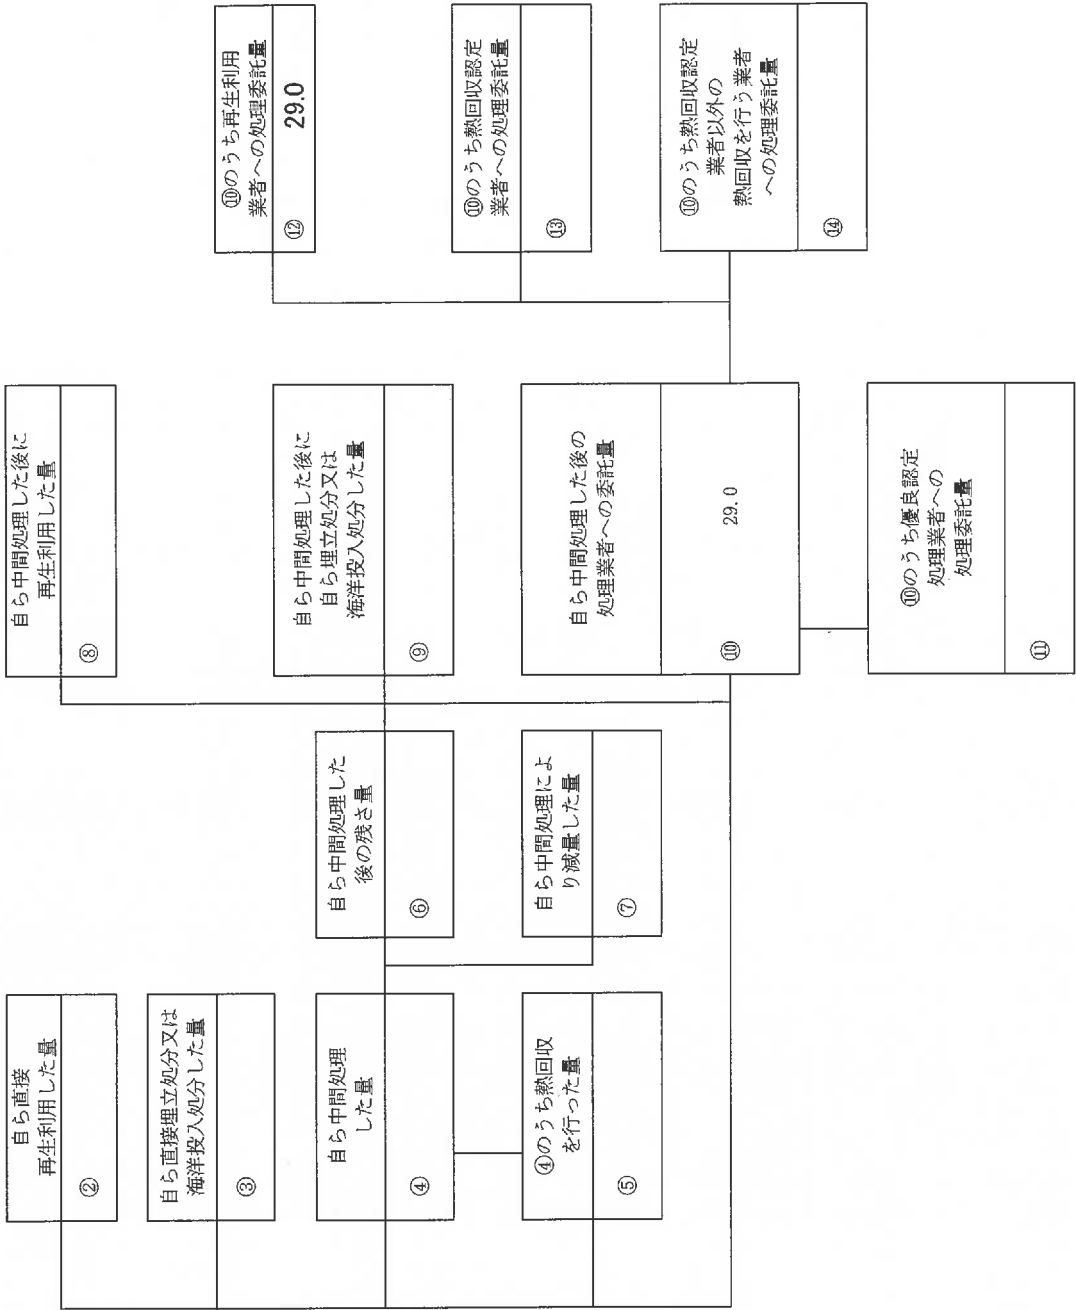 自ら直接
再生利用した量
②
自ら直接埋立処分又は
海洋投入処分した量
③
自ら中間処理
した量
④
④のうち熱回収
を行った量
⑤
自ら中間処理した
後の残さ量
⑥
自ら中間処理によ
り減量した量
⑦
自ら中間処理した後に
再生利用した量
⑧
自ら中間処理した後に
自ら埋立処分又は
海洋投入処分した量
⑨
自ら中間処理した後の
処理業者への委託量
⑩ 29.0
⑩のうち優良認定
処理業者への
処理委託量
⑪
⑩のうち再生利用
業者への処理委託量
⑫ 29.0
⑩のうち熱回収認定
業者への処理委託量
⑬
⑩のうち熱回収認定
業者以外の
熱回収を行う業者
への処理委託量
⑭